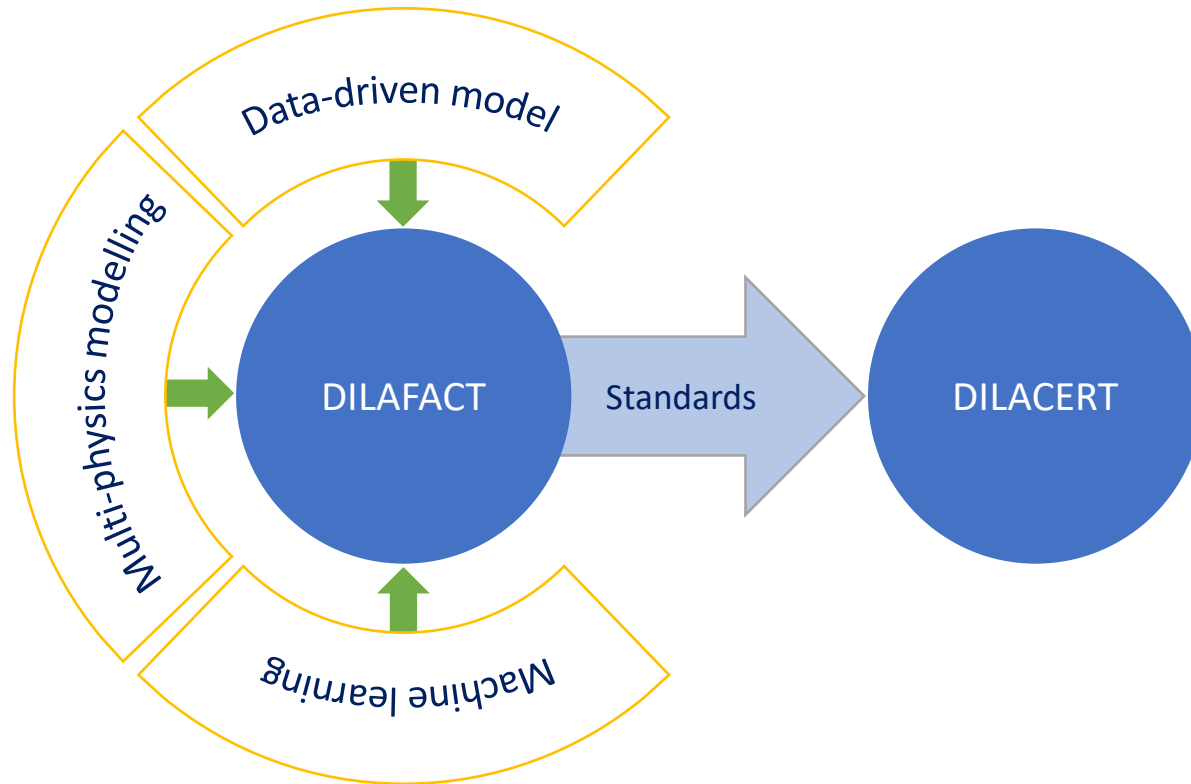 Data-driven model
Multi-physics modelling
DILAFACT
Standards
DILACERT
Machine learning